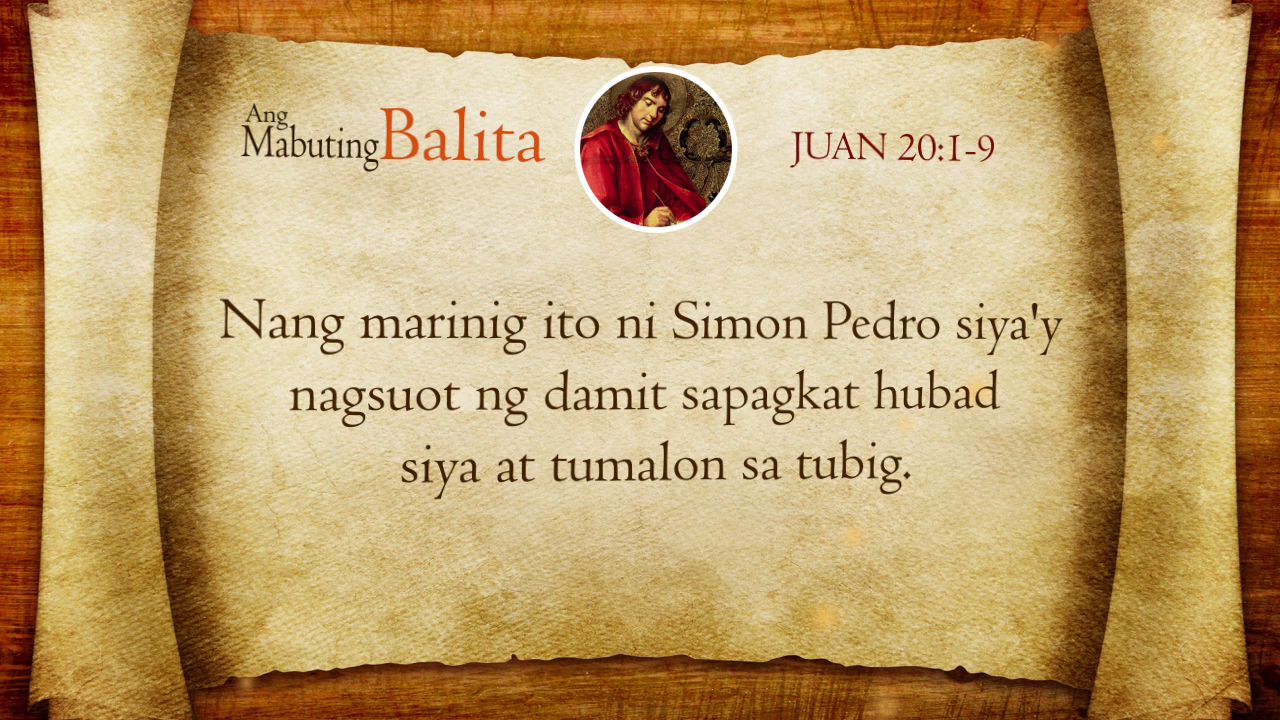 Ang
Mabuting Balita
JUAN 20:1-9
Nang marinig ito ni Simon Pedro siya'y
nagsuot ng damit sapagkat hubad
siya at tumalon sa tubig.